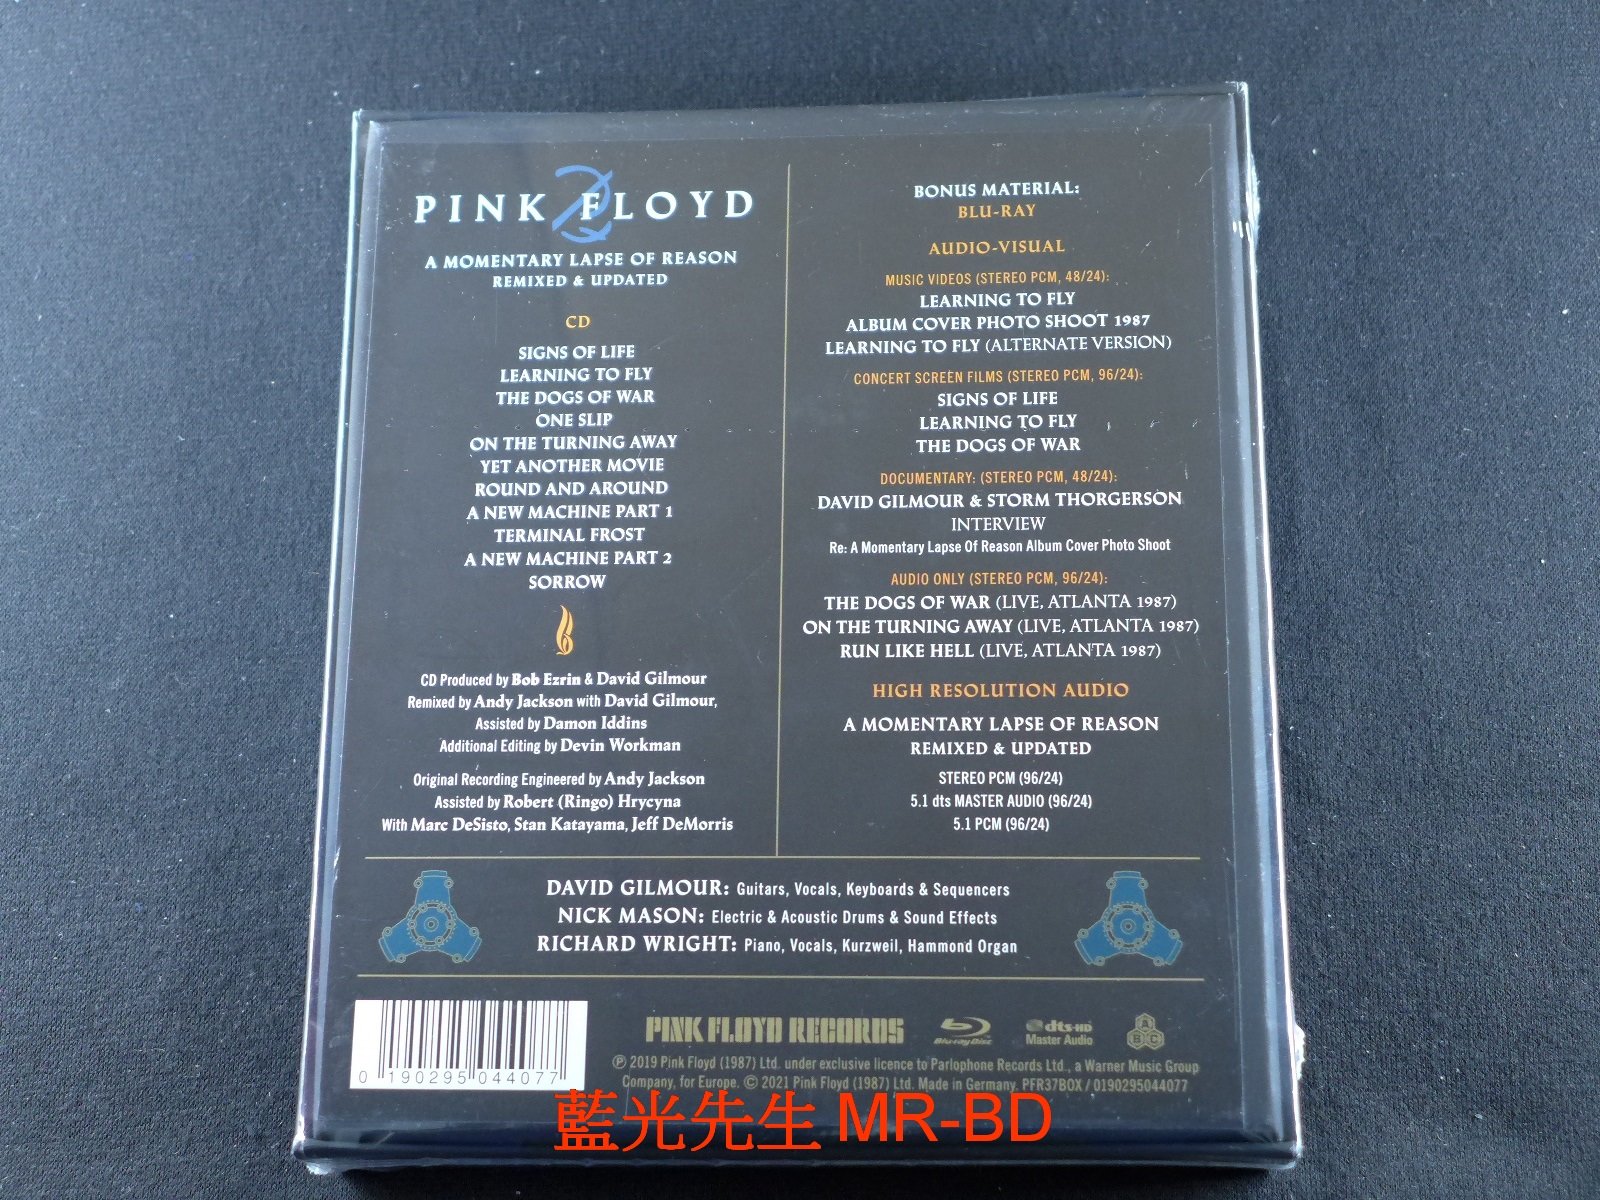 PINK FLOYD
A MOMENTARY LAPSE OF REASON
REMIXED & UPDATED
CD
SIGNS OF LIFE
LEARNING TO FLY
THE DOGS OF WAR
ONE SLIP
ON THE TURNING AWAY
YET ANOTHER MOVIE
ROUND AND AROUND
A NEW MACHINE PART 1
TERMINAL FROST
A NEW MACHINE PART 2
SORROW
CD Produced by Bob Ezrin & David Gilmour
Remixed by Andy Jackson with David Gilmour,
Assisted by Damon Iddins
Additional Editing by Devin Workman
Original Recording Engineered by Andy Jackson
Assisted by Robert (Ringo) Hrycyna
With Marc DeSisto, Stan Katayama, Jeff DeMorris
BONUS MATERIAL:
BLU-RAY
AUDIO-VISUAL
MUSIC VIDEOS (STEREO PCM, 48/24):
LEARNING TO FLY
ALBUM COVER PHOTO SHOOT 1987
LEARNING TO FLY (ALTERNATE VERSION)
CONCERT SCREEN FILMS (STEREO PCM, 96/24):
SIGNS OF LIFE
LEARNING TO FLY
THE DOGS OF WAR
DOCUMENTARY: (STEREO PCM, 48/24):
DAVID GILMOUR & STORM THORGERSON
INTERVIEW
Re: A Momentary Lapse Of Reason Album Cover Photo Shoot
AUDIO ONLY (STEREO PCM, 96/24):
THE DOGS OF WAR (LIVE, ATLANTA 1987)
ON THE TURNING AWAY (LIVE, ATLANTA 1987)
RUN LIKE HELL (LIVE, ATLANTA 1987)
HIGH RESOLUTION AUDIO
A MOMENTARY LAPSE OF REASON
REMIXED & UPDATED
STEREO PCM (96/24)
5.1 dts MASTER AUDIO (96/24)
5.1 PCM (96/24)
DAVID GILMOUR: Guitars, Vocals, Keyboards & Sequencers
NICK MASON: Electric & Acoustic Drums & Sound Effects
RICHARD WRIGHT: Piano, Vocals, Kurzweil, Hammond Organ
0 190295 044077
PINK FLOYD RECORDS
Blu-ray Disc
dts-HD
Master Audio
ABC
℗ 2019 Pink Floyd (1987) Ltd. under exclusive licence to Parlophone Records Ltd., a Warner Music Group
Company, for Europe. © 2021 Pink Floyd (1987) Ltd. Made in Germany. PFR37BOX / 0190295044077
藍光先生 MR-BD